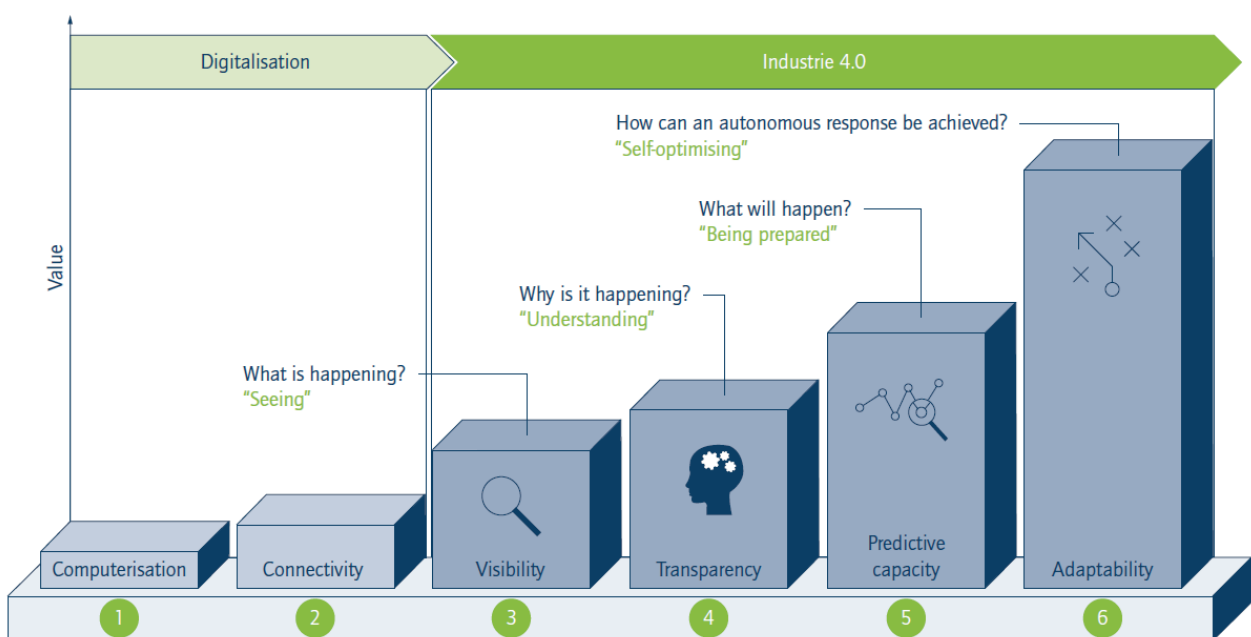 Digitalisation
Industrie 4.0
How can an autonomous response be achieved?
“Self-optimising”
What will happen?
“Being prepared”
Value
Why is it happening?
“Understanding”
What is happening?
“Seeing”
Computerisation
Connectivity
Visibility
Transparency
Predictive
capacity
Adaptability
1
2
3
4
5
6